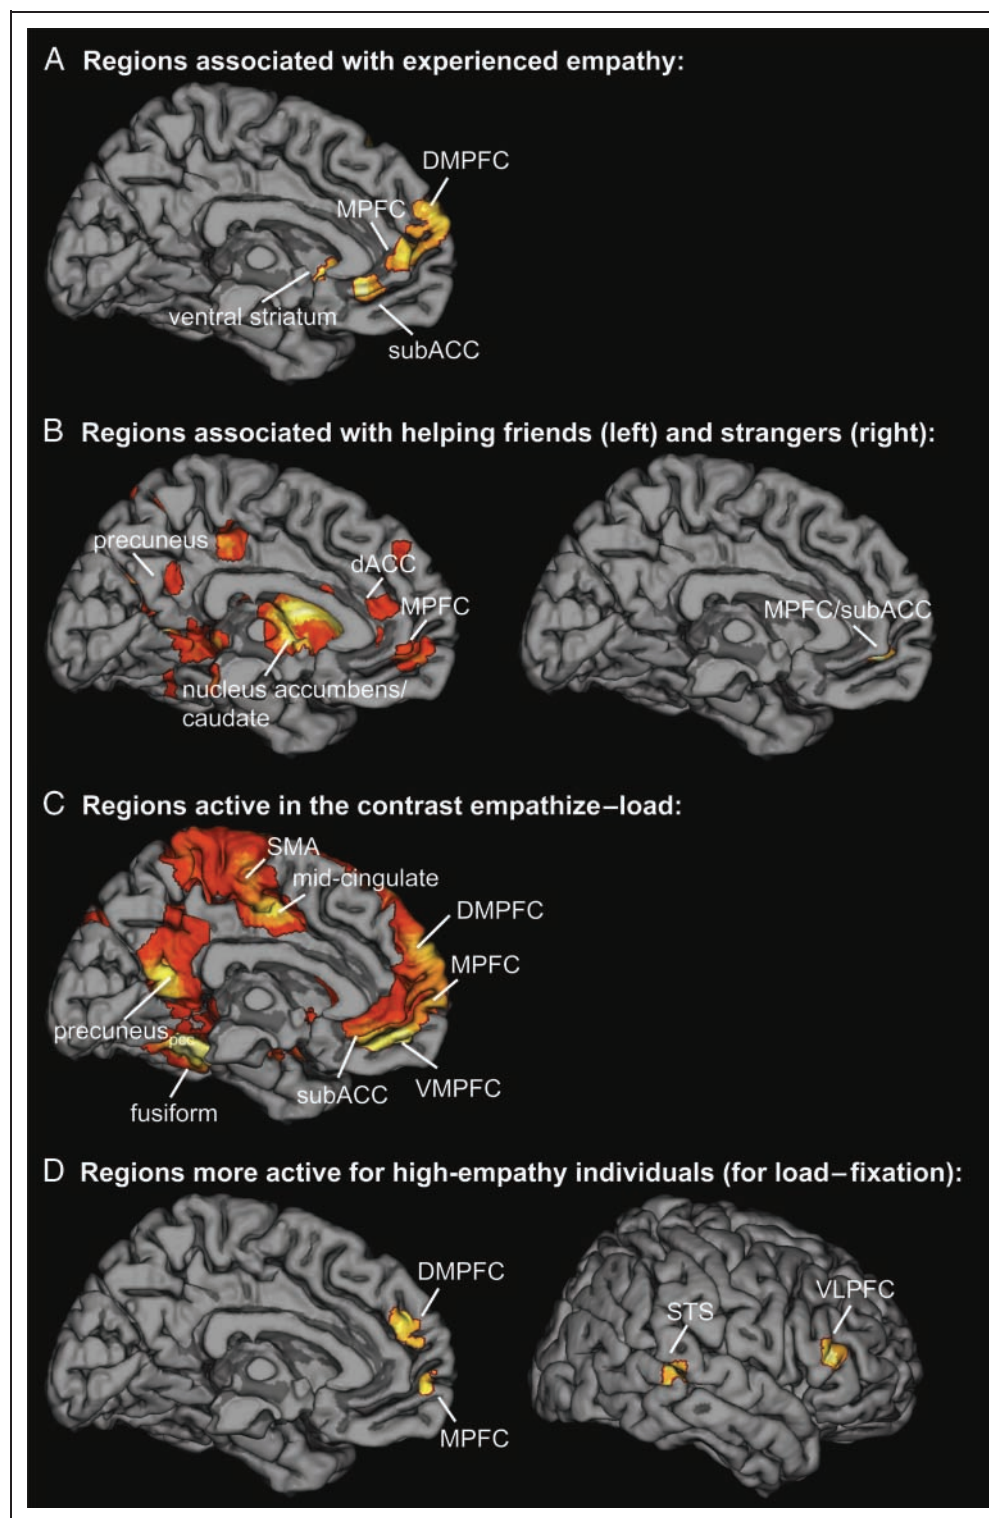 A Regions associated with experienced empathy:
DMPFC
MPFC
ventral striatum
subACC
B Regions associated with helping friends (left) and strangers (right):
precuneus
dACC
MPFC
MPFC/subACC
nucleus accumbens/
caudate
C Regions active in the contrast empathize–load:
SMA
mid-cingulate
DMPFC
MPFC
precuneus pcc
subACC
VMPFC
fusiform
D Regions more active for high-empathy individuals (for load–fixation):
DMPFC
VLPFC
STS
MPFC